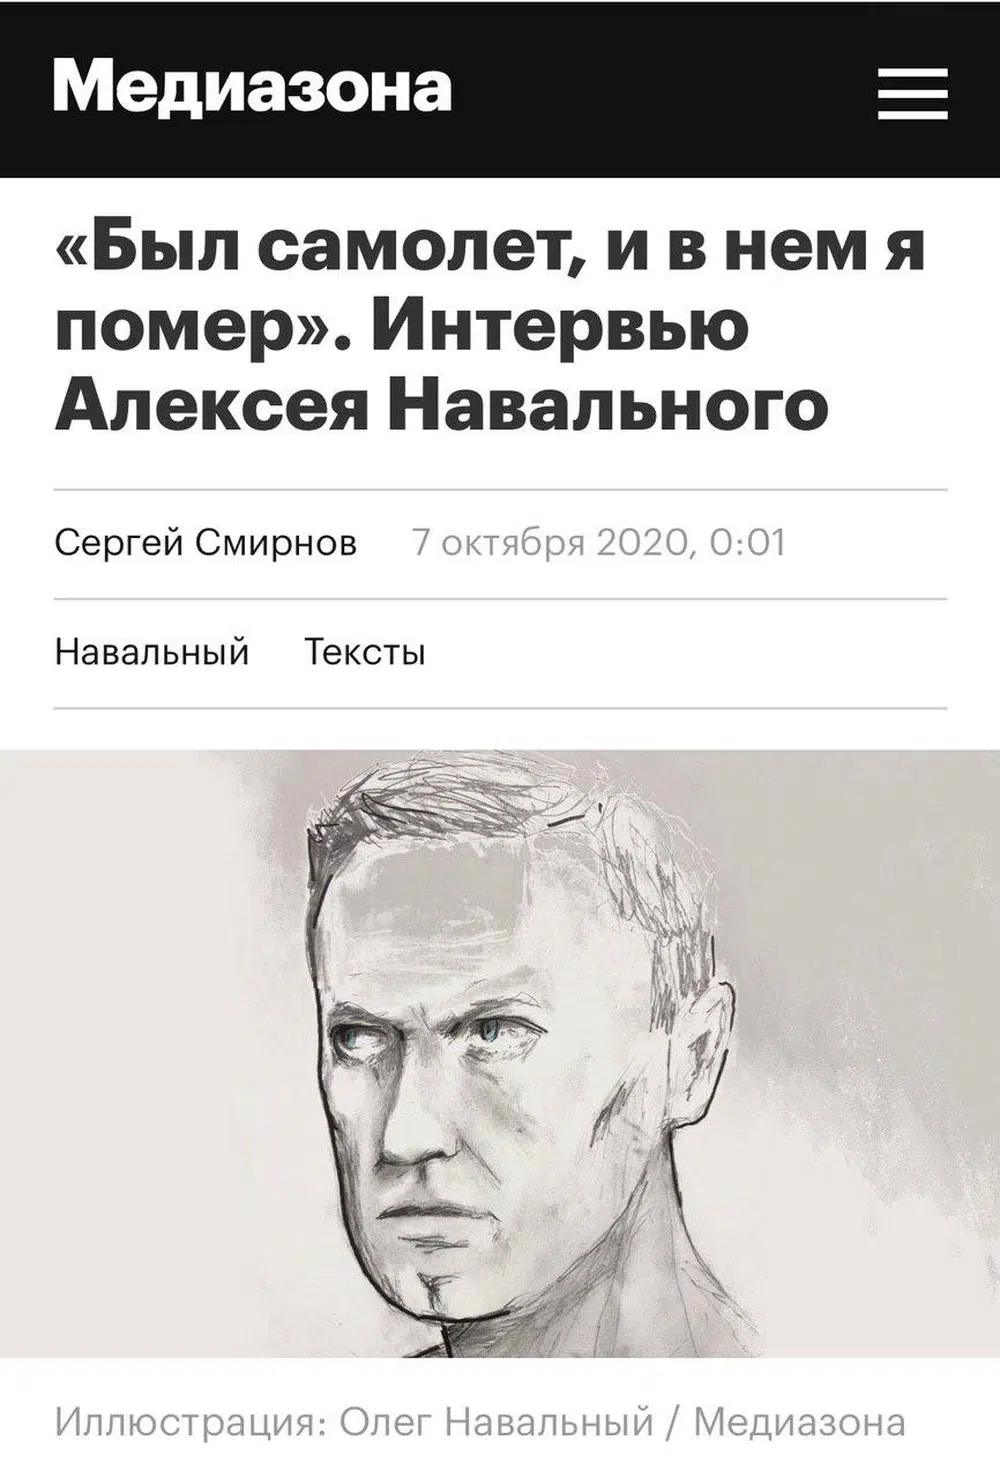 Медиазона
«Был самолет, и в нем я
помер». Интервью
Алексея Навального
Сергей Смирнов 7 октября 2020, 0:01
Навальный Тексты
Иллюстрация: Олег Навальный / Медиазона